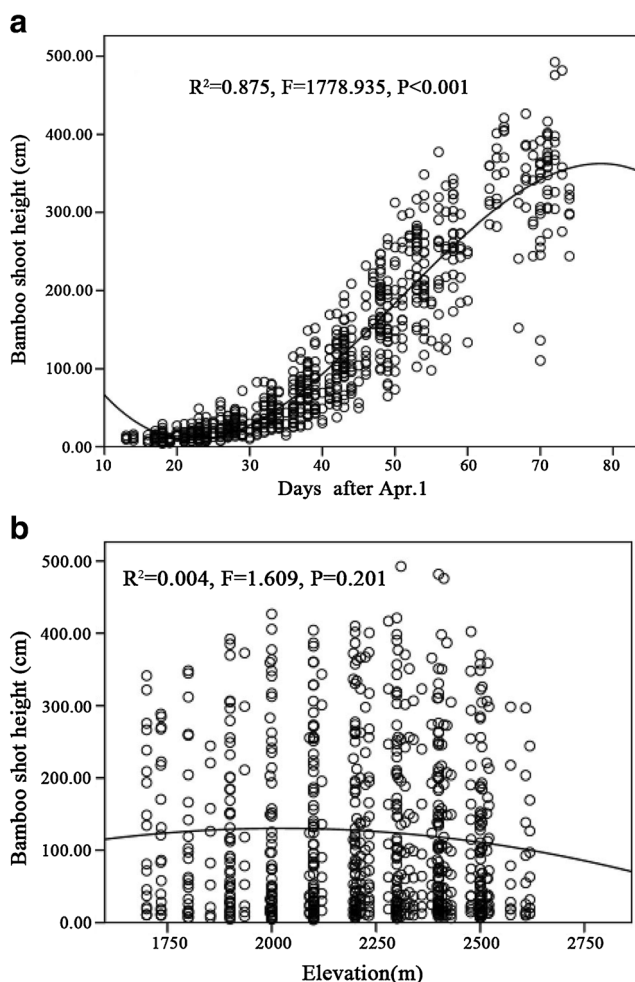 a
R²=0.875, F=1778.935, P<0.001
Bamboo shoot height (cm)
500.00
400.00
300.00
200.00
100.00
0.00
10 20 30 40 50 60 70 80
Days after Apr.1
b
R²=0.004, F=1.609, P=0.201
Bamboo shot height (cm)
500.00
400.00
300.00
200.00
100.00
0.00
1750 2000 2250 2500 2750
Elevation(m)